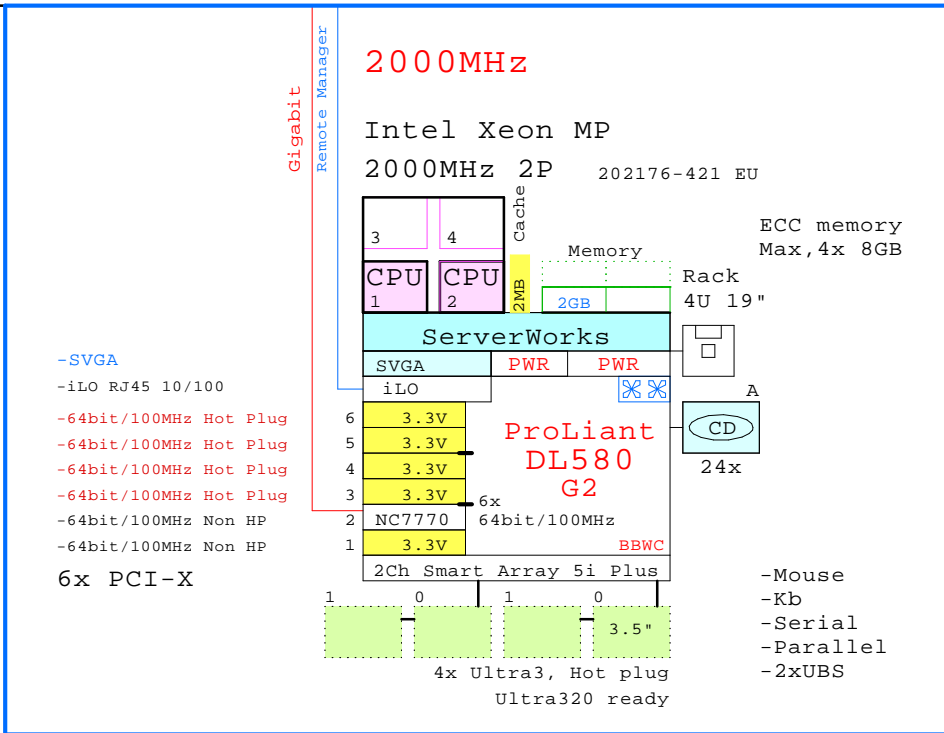 2000MHz
Gigabit
Remote Manager
Intel Xeon MP
2000MHz 2P
202176-421 EU
Cache
3
4
ECC memory
Max,4x 8GB
Memory
CPU
1
CPU
2
2MB
2GB
Rack
4U 19"
ServerWorks
-SVGA
SVGA
PWR
PWR
-iLO RJ45 10/100
iLO
A
-64bit/100MHz Hot Plug
6
3.3V
ProLiant
CD
-64bit/100MHz Hot Plug
5
3.3V
DL580
-64bit/100MHz Hot Plug
4
3.3V
24x
-64bit/100MHz Hot Plug
3
3.3V
G2
6x
-64bit/100MHz Non HP
2
NC7770
64bit/100MHz
-64bit/100MHz Non HP
1
3.3V
BBWC
6x PCI-X
2Ch Smart Array 5i Plus
1
0
1
0
3.5"
4x Ultra3, Hot plug
Ultra320 ready
-Mouse
-Kb
-Serial
-Parallel
-2xUBS